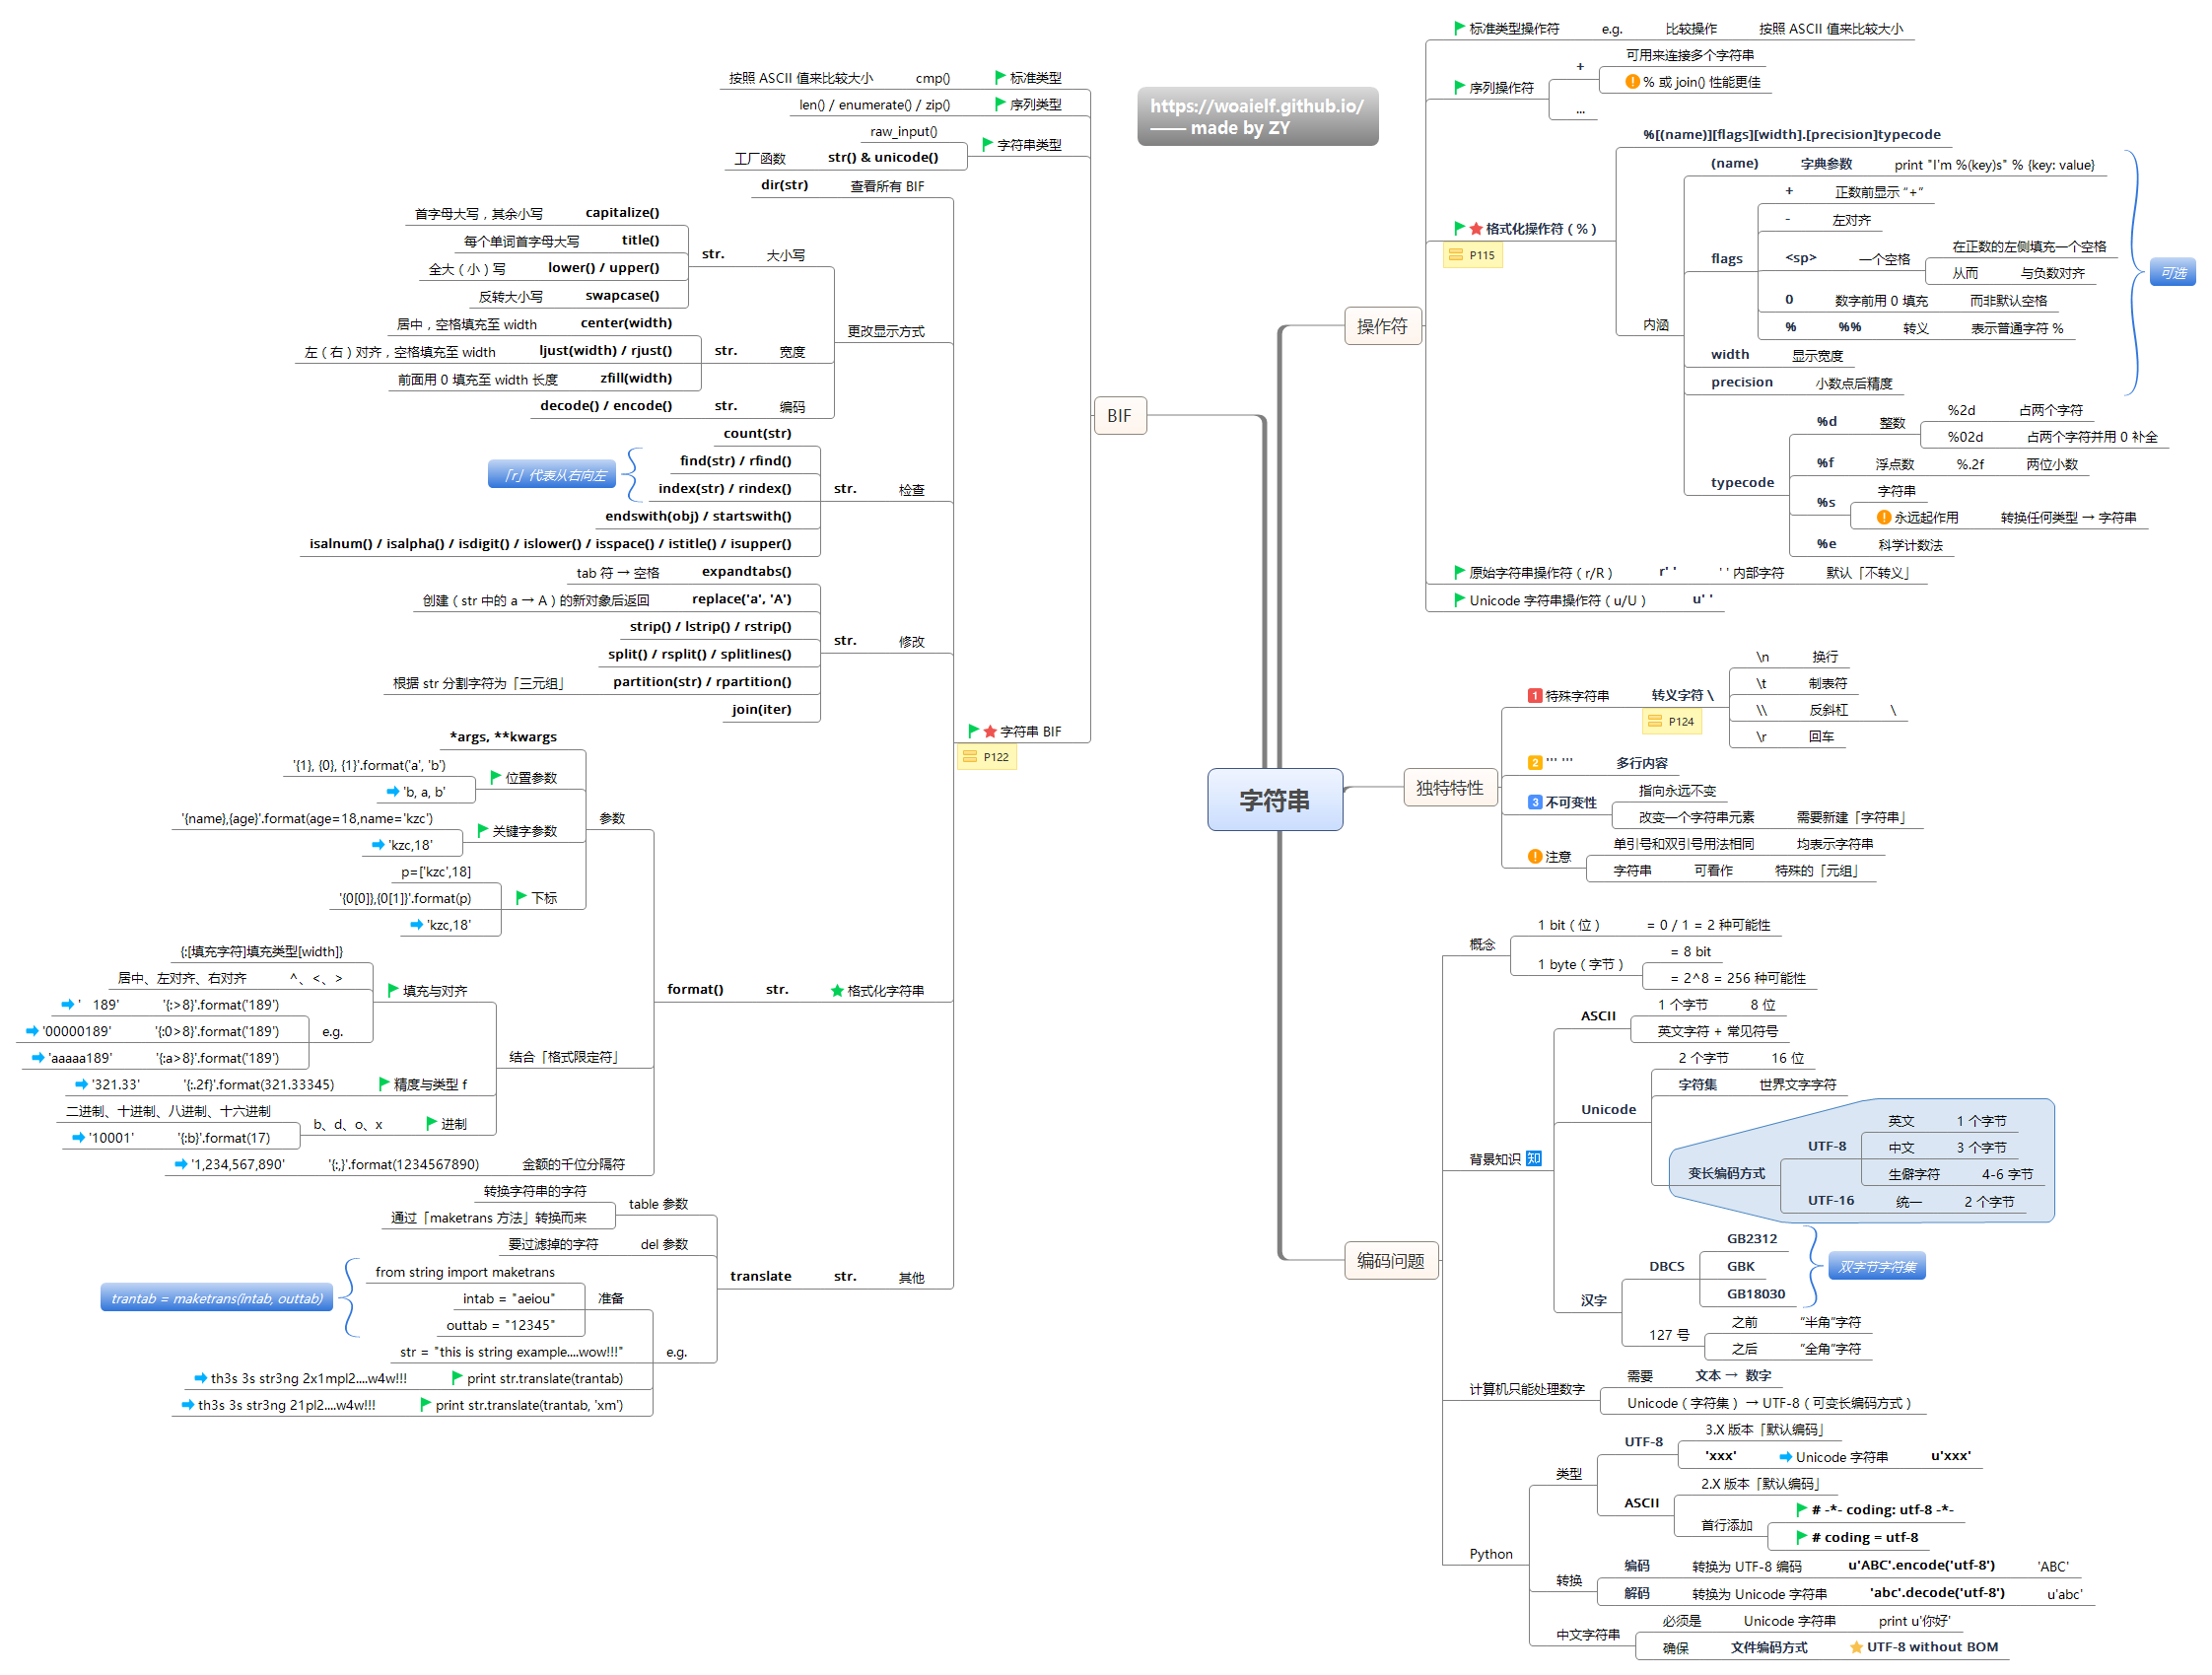 https://woaielf.github.io/
—— made by ZY
字符串
操作符
标准类型操作符 e.g. 比较操作 按照 ASCII 值来比较大小
序列操作符
+
可用来连接多个字符串
% 或 join() 性能更佳
...
格式化操作符（%）
P115
%[(name)][flags][width].[precision]typecode
内涵
(name) 字典参数 print "I'm %(key)s" % {key: value}
flags
+ 正数前显示 "+"
- 左对齐
<sp> 一个空格
在正数的左侧填充一个空格
从而 与负数对齐
0 数字前用 0 填充 而非默认空格
% %% 转义 表示普通字符 %
width 显示宽度
precision 小数点后精度
可选
typecode
%d 整数
%2d 占两个字符
%02d 占两个字符并用 0 补全
%f 浮点数 %.2f 两位小数
%s
字符串
永远起作用 转换任何类型 → 字符串
%e 科学计数法
原始字符串操作符（r/R） r' ' ' ' 内部字符 默认「不转义」
Unicode 字符串操作符（u/U） u' '
独特特性
1 特殊字符串 转义字符 \
P124
\n 换行
\t 制表符
\\ 反斜杠 \
\r 回车
2 ''' ''' 多行内容
3 不可变性
指向永远不变
改变一个字符串元素 需要新建「字符串」
注意
单引号和双引号用法相同 均表示字符串
字符串 可看作 特殊的「元组」
编码问题
概念
1 bit（位） = 0 / 1 = 2 种可能性
1 byte（字节）
= 8 bit
= 2^8 = 256 种可能性
背景知识 知
ASCII
1 个字节 8 位
英文字符 + 常见符号
Unicode
2 个字节 16 位
字符集 世界文字字符
变长编码方式
UTF-8
英文 1 个字节
中文 3 个字节
生僻字符 4-6 字节
UTF-16 统一 2 个字节
汉字
DBCS
GB2312
GBK
GB18030
双字节字符集
127 号
之前 "半角"字符
之后 "全角"字符
计算机只能处理数字
需要 文本 → 数字
Unicode（字符集） → UTF-8（可变长编码方式）
Python
类型
UTF-8
3.X 版本「默认编码」
'xxx' Unicode 字符串 u'xxx'
ASCII
2.X 版本「默认编码」
首行添加
# -*- coding: utf-8 -*-
# coding = utf-8
转换
编码 转换为 UTF-8 编码 u'ABC'.encode('utf-8') 'ABC'
解码 转换为 Unicode 字符串 'abc'.decode('utf-8') u'abc'
中文字符串
必须是 Unicode 字符串 print u'你好'
确保 文件编码方式 UTF-8 without BOM
BIF
按照 ASCII 值来比较大小 cmp() 标准类型
len() / enumerate() / zip() 序列类型
raw_input()
字符串类型
工厂函数 str() & unicode()
字符串 BIF
P122
dir(str) 查看所有 BIF
更改显示方式
str. 大小写
首字母大写，其余小写 capitalize()
每个单词首字母大写 title()
全大（小）写 lower() / upper()
反转大小写 swapcase()
str. 宽度
居中，空格填充至 width center(width)
左（右）对齐，空格填充至 width ljust(width) / rjust()
前面用 0 填充至 width 长度 zfill(width)
decode() / encode() str. 编码
str. 检查
count(str)
find(str) / rfind()
index(str) / rindex()
「r」代表从右向左
endswith(obj) / startswith()
isalnum() / isalpha() / isdigit() / islower() / isspace() / istitle() / isupper()
str. 修改
tab 符 → 空格 expandtabs()
创建（str 中的 a → A）的新对象后返回 replace('a', 'A')
strip() / lstrip() / rstrip()
split() / rsplit() / splitlines()
根据 str 分割字符为「三元组」 partition(str) / rpartition()
join(iter)
format() str. 格式化字符串
参数
*args, **kwargs
位置参数
'{1}, {0}, {1}'.format('a', 'b')
'b, a, b'
关键字参数
'{name},{age}'.format(age=18,name='kzc')
'kzc,18'
下标
p=['kzc',18]
'{0[0]},{0[1]}'.format(p)
'kzc,18'
结合「格式限定符」
填充与对齐
{:[填充字符]填充类型[width]}
居中、左对齐、右对齐 ^、<、>
e.g.
'   189' '{:>8}'.format('189')
'00000189' '{:0>8}'.format('189')
'aaaaa189' '{:a>8}'.format('189')
'321.33' '{:.2f}'.format(321.33345) 精度与类型 f
二进制、十进制、八进制、十六进制
b、d、o、x 进制
'10001' '{:b}'.format(17)
'1,234,567,890' '{:,}'.format(1234567890) 金额的千位分隔符
translate str. 其他
table 参数
转换字符串的字符
通过「maketrans 方法」转换而来
要过滤掉的字符 del 参数
e.g.
准备
from string import maketrans
intab = "aeiou"
outtab = "12345"
trantab = maketrans(intab, outtab)
str = "this is string example....wow!!!"
th3s 3s str3ng 2x1mpl2....w4w!!! print str.translate(trantab)
th3s 3s str3ng 21pl2....w4w!!! print str.translate(trantab, 'xm')